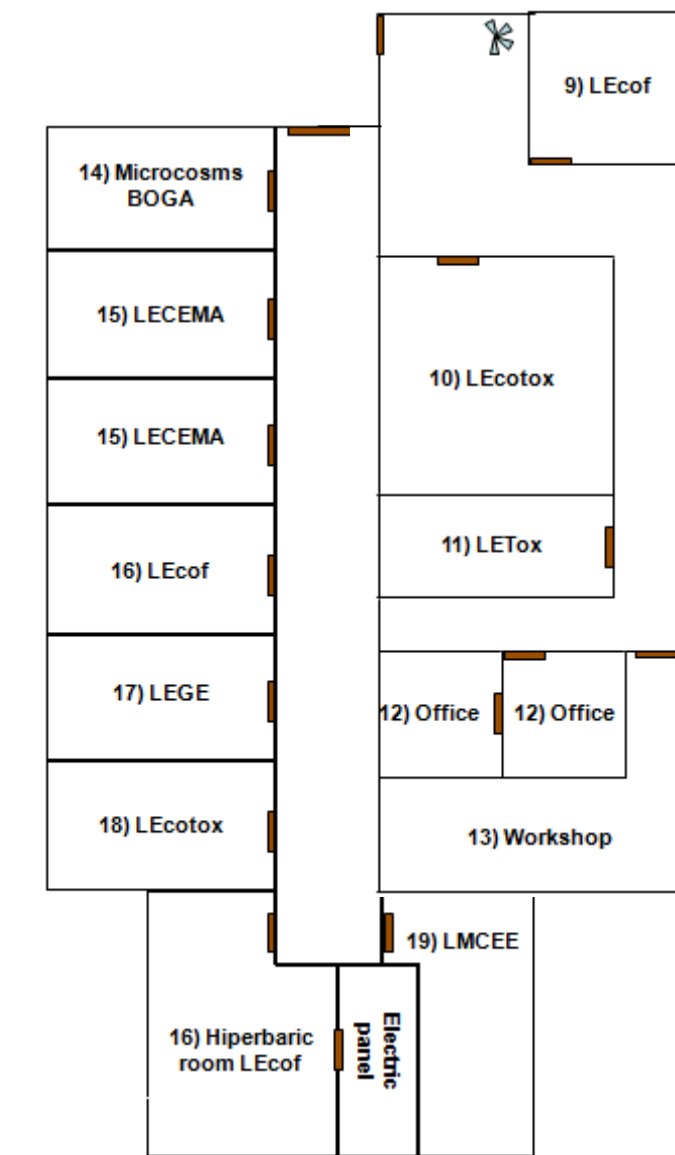 9) LEcof
14) Microcosms
BOGA
15) LECEMA
10) LEcotox
15) LECEMA
11) LETox
16) LEcof
17) LEGE
12) Office
12) Office
18) LEcotox
13) Workshop
19) LMCEE
16) Hiperbaric
room LEcof
Electric
panel